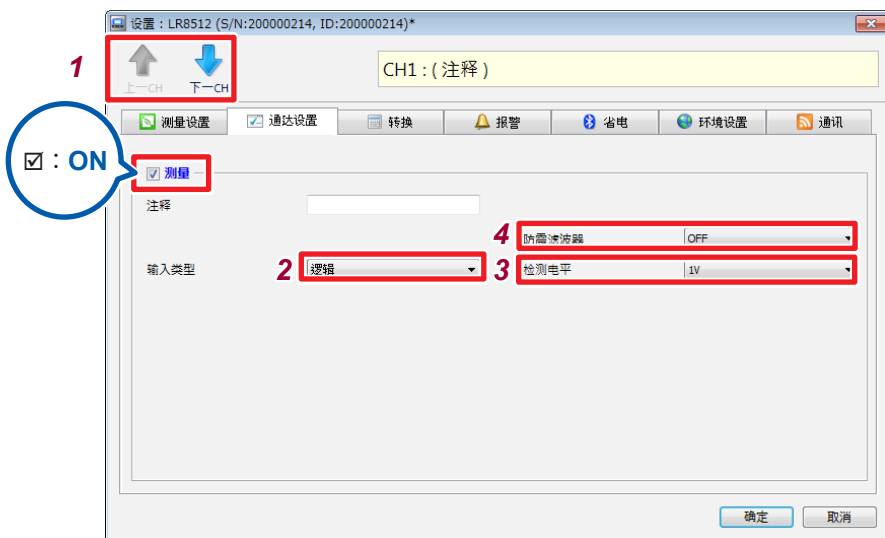 设置：LR8512 (S/N:200000214, ID:200000214)*
1
上一CH
下一CH
CH1 : ( 注释 )
测量设置 通达设置 转换 报警 省电 环境设置 通讯
☑：ON
测量
注释
4 防震滤波器 OFF
输入类型 2 逻辑 3 检测电平 1V
确定 取消